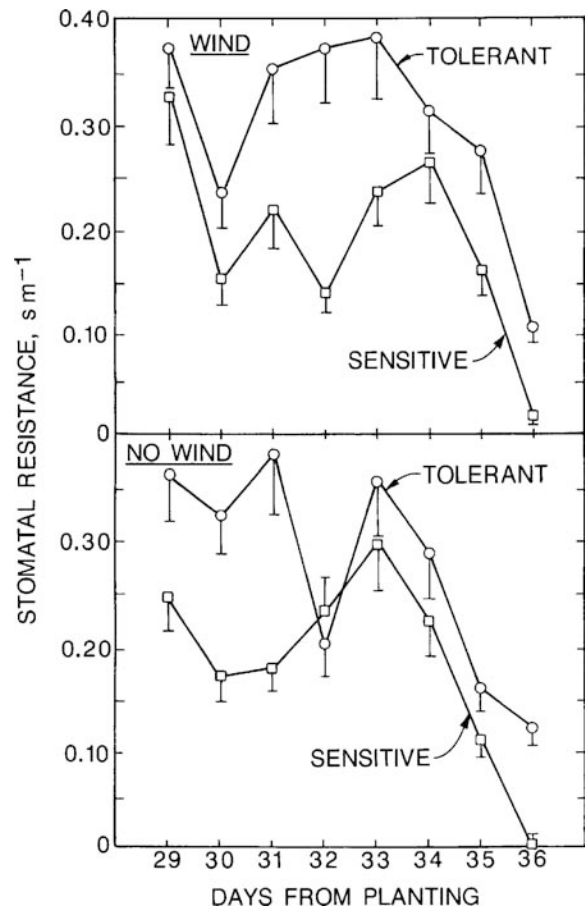 0.40
WIND
TOLERANT
0.30
0.20
0.10
SENSITIVE
0
NO WIND
TOLERANT
0.30
0.20
SENSITIVE
0.10
0
29 30 31 32 33 34 35 36
DAYS FROM PLANTING
STOMATAL RESISTANCE, s m⁻¹